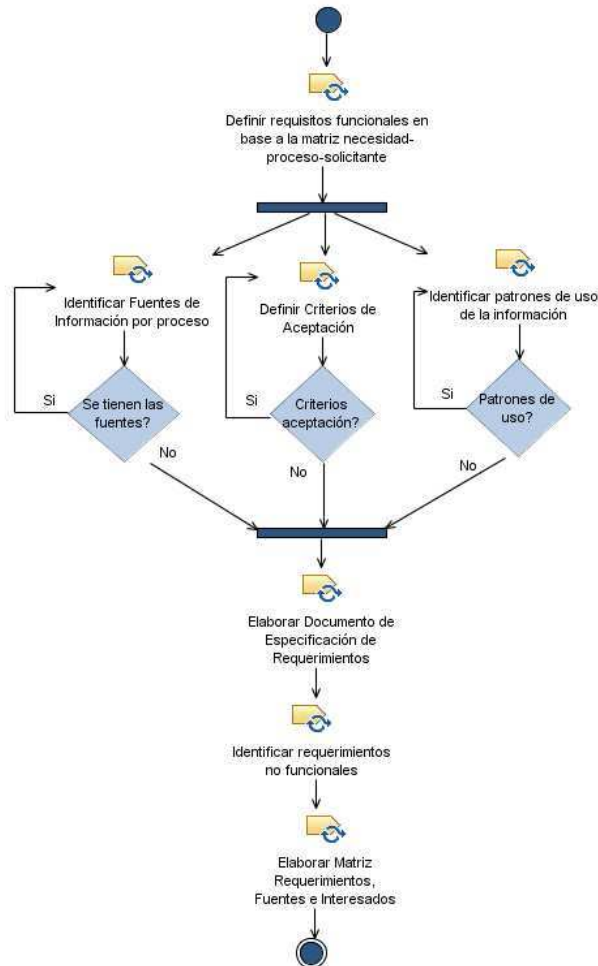 Definir requisitos funcionales en
base a la matriz necesidad-
proceso-solicitante
Identificar Fuentes de
Información por proceso
Definir Criterios de
Aceptación
Identificar patrones de uso
de la información
Si
Se tienen las
fuentes?
Si
Criterios
aceptación?
Si
Patrones de
uso?
No
No
No
Elaborar Documento de
Especificación de
Requerimientos
Identificar requerimientos
no funcionales
Elaborar Matriz
Requerimientos,
Fuentes e Interesados